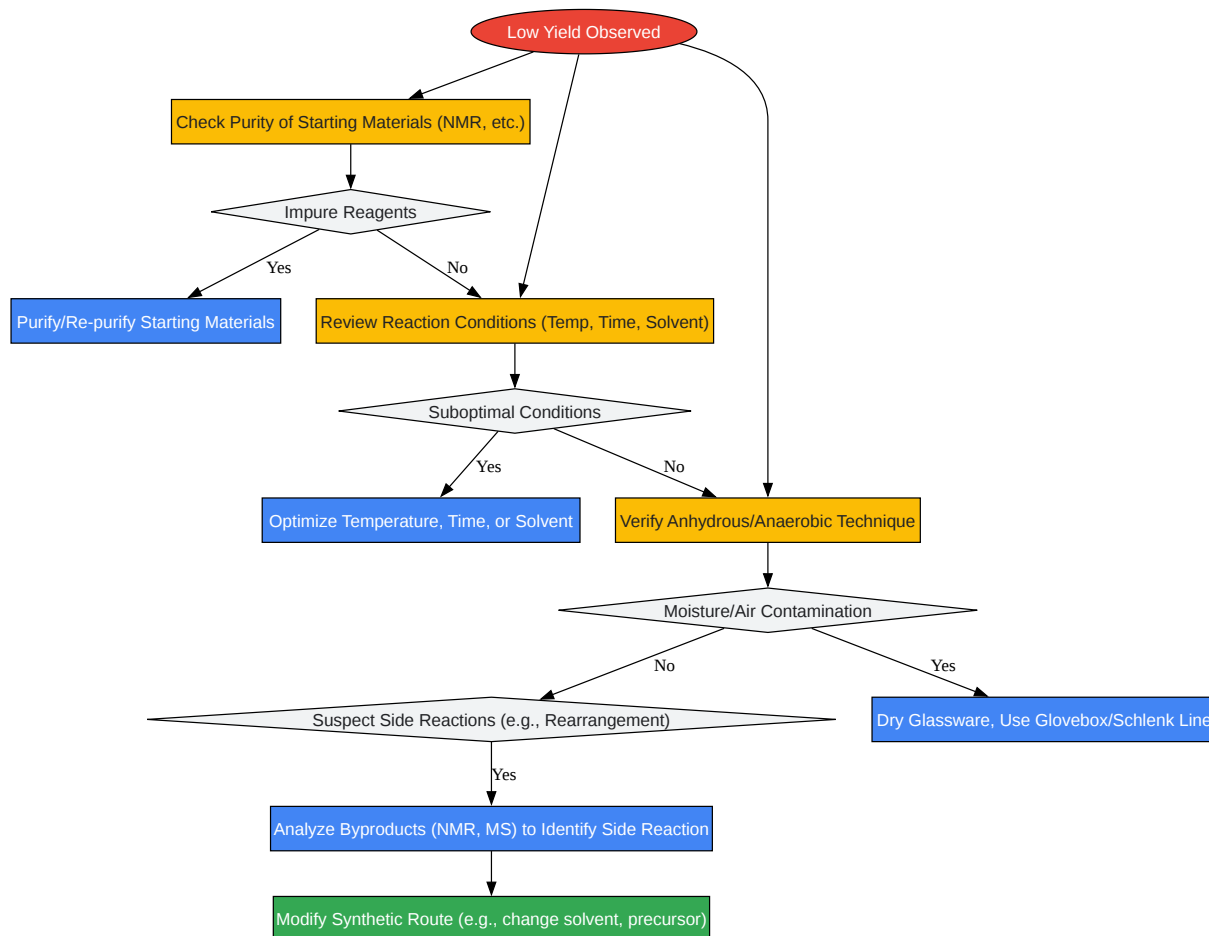 Low Yield Observed
Check Purity of Starting Materials (NMR, etc.)
Impure Reagents
Yes
No
Purify/Re-purify Starting Materials
Review Reaction Conditions (Temp, Time, Solvent)
Suboptimal Conditions
Yes
No
Optimize Temperature, Time, or Solvent
Verify Anhydrous/Anaerobic Technique
Moisture/Air Contamination
No
Yes
Suspect Side Reactions (e.g., Rearrangement)
Dry Glassware, Use Glovebox/Schlenk Line
Yes
Analyze Byproducts (NMR, MS) to Identify Side Reaction
Modify Synthetic Route (e.g., change solvent, precursor)